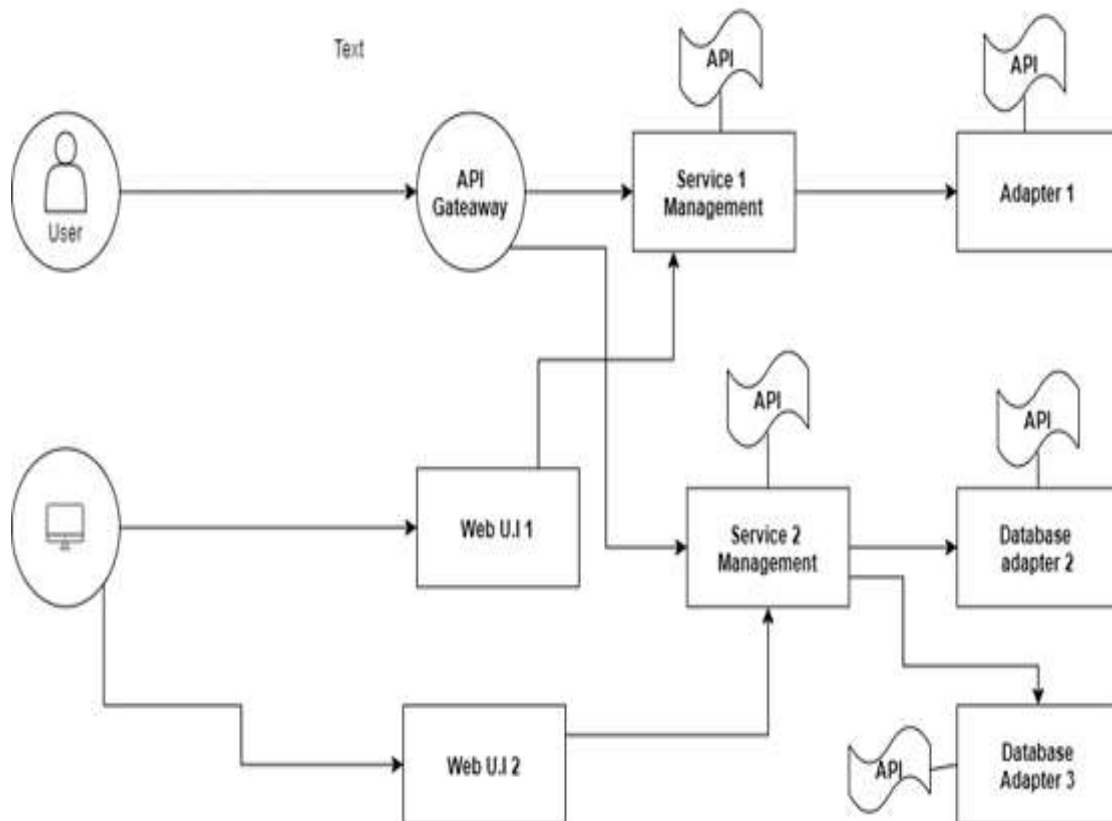 Text
API
API
User
API
Gateaway
Service 1
Management
Adapter 1
API
API
Web U.I 1
Service 2
Management
Database
adapter 2
Web U.I 2
API
Database
Adapter 3